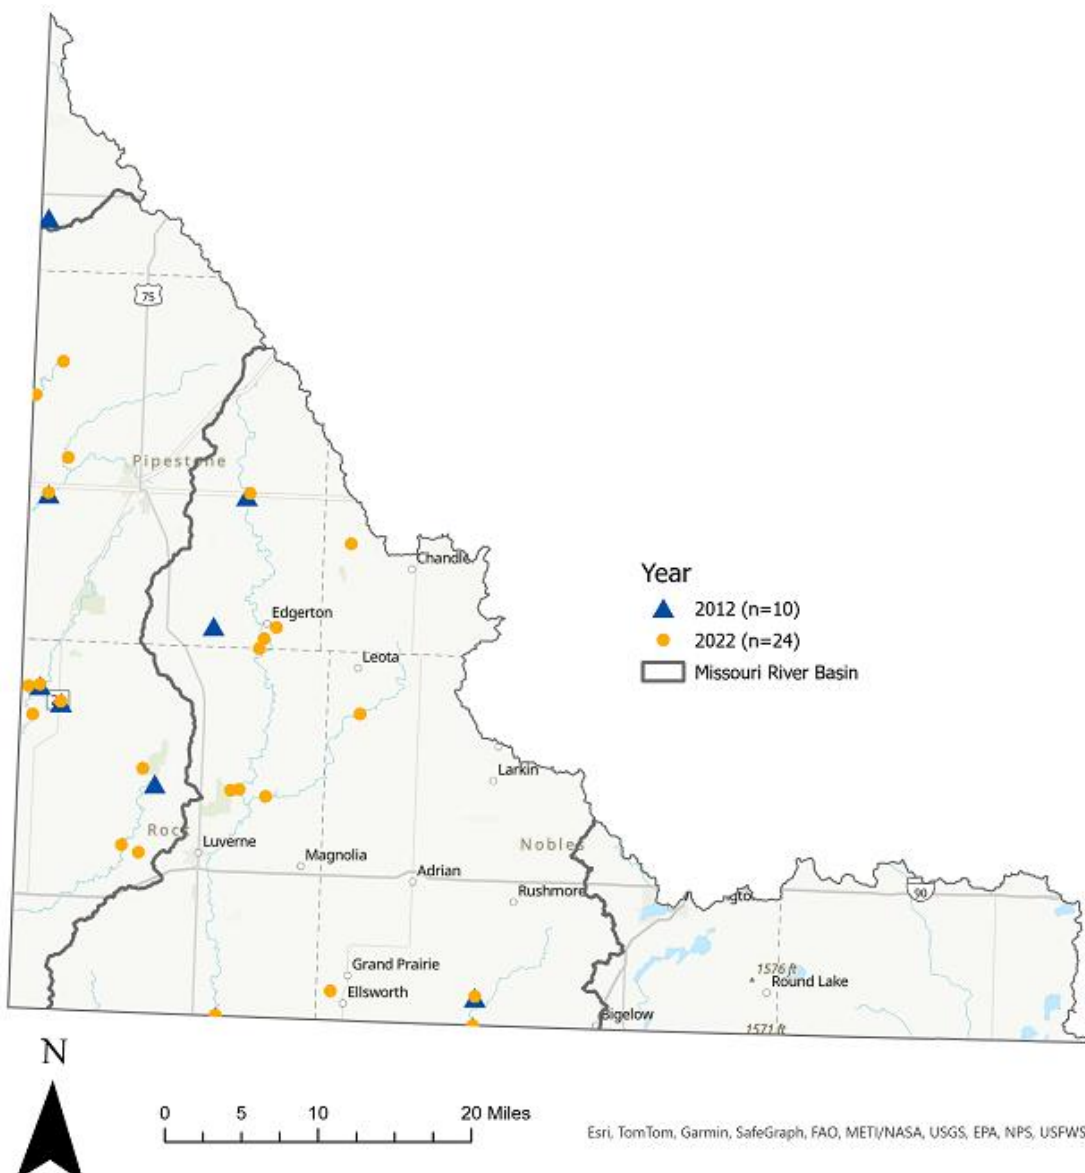 75
Pipestone
Chandle
Edgerton
Leota
Year
2012 (n=10)
2022 (n=24)
Missouri River Basin
Larkin
Rock
Nobles
Luverne
Magnolia
Adrian
Rushmore
90
gto
1576 ft
Round Lake
Grand Prairie
Ellsworth
Bigelow
1571 ft
N
0 5 10 20 Miles
Esri, TomTom, Garmin, SafeGraph, FAO, METI/NASA, USGS, EPA, NPS, USFWS